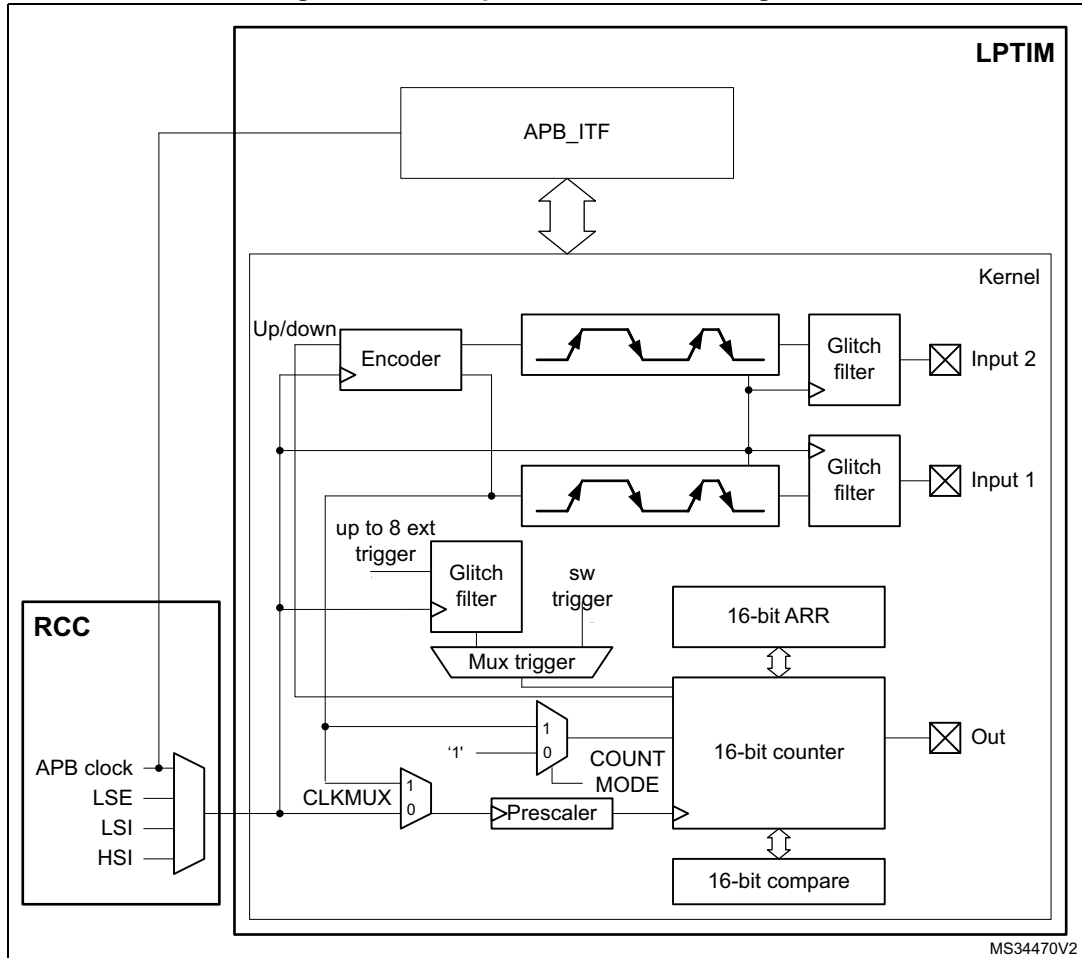 LPTIM
APB_ITF
Kernel
Up/down
Encoder
Glitch
filter
Input 2
Glitch
filter
Input 1
up to 8 ext
trigger
Glitch
filter
sw
trigger
Mux trigger
16-bit ARR
RCC
APB clock
LSE
LSI
HSI
CLKMUX
1
0
'1'
1
0
COUNT
MODE
Prescaler
16-bit counter
Out
16-bit compare
MS34470V2